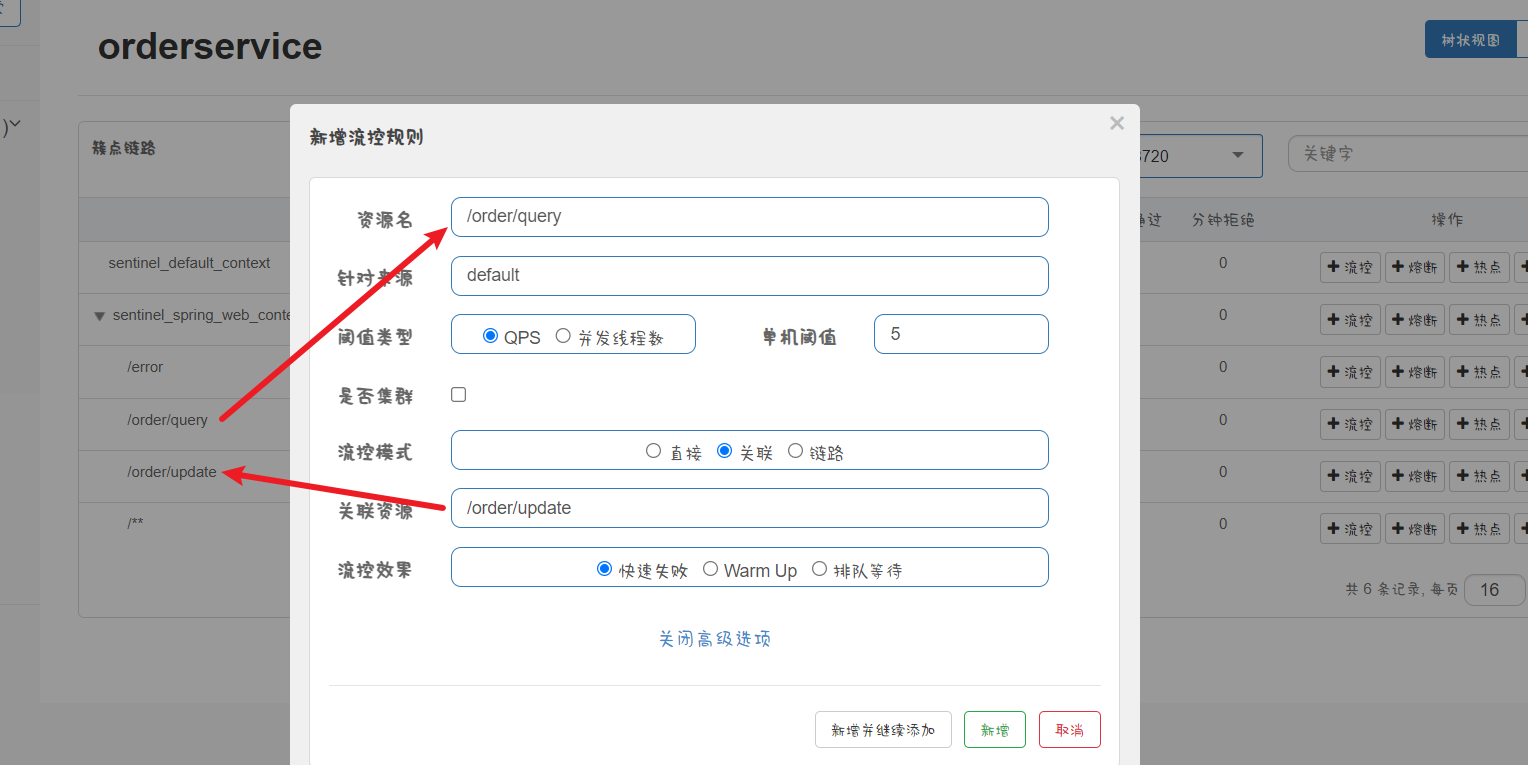 orderservice
树状视图
簇点链路
新增流控规则
×
8720
关键字
资源名
/order/query
分钟拒绝
操作
针对来源
default
sentinel_default_context
0
流控
熔断
热点
阈值类型
QPS
并发线程数
单机阈值
5
sentinel_spring_web_conte
0
流控
熔断
热点
/error
0
流控
熔断
热点
是否集群
/order/query
0
流控
熔断
热点
流控模式
直接
关联
链路
/order/update
0
流控
熔断
热点
关联资源
/order/update
/**
0
流控
熔断
热点
流控效果
快速失败
Warm Up
排队等待
共 6 条记录, 每页
16
关闭高级选项
新增并继续添加
新增
取消